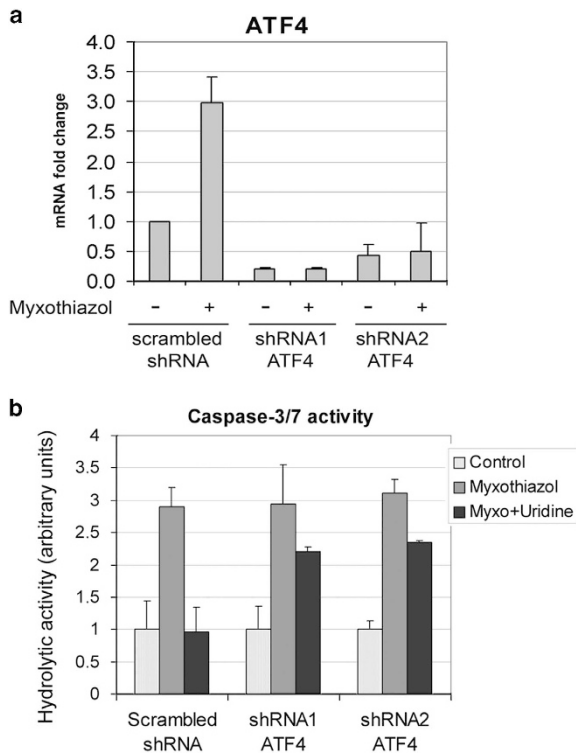 a
ATF4
mRNA fold change
4.0
3.5
3.0
2.5
2.0
1.5
1.0
0.5
0.0
Myxothiazol - + - + - +
scrambled shRNA1 shRNA2
shRNA ATF4 ATF4
b
Caspase-3/7 activity
Hydrolytic activity (arbitrary units)
4
3.5
3
2.5
2
1.5
1
0.5
0
Control
Myxothiazol
Myxo+Uridine
Scrambled shRNA1 shRNA2
shRNA ATF4 ATF4